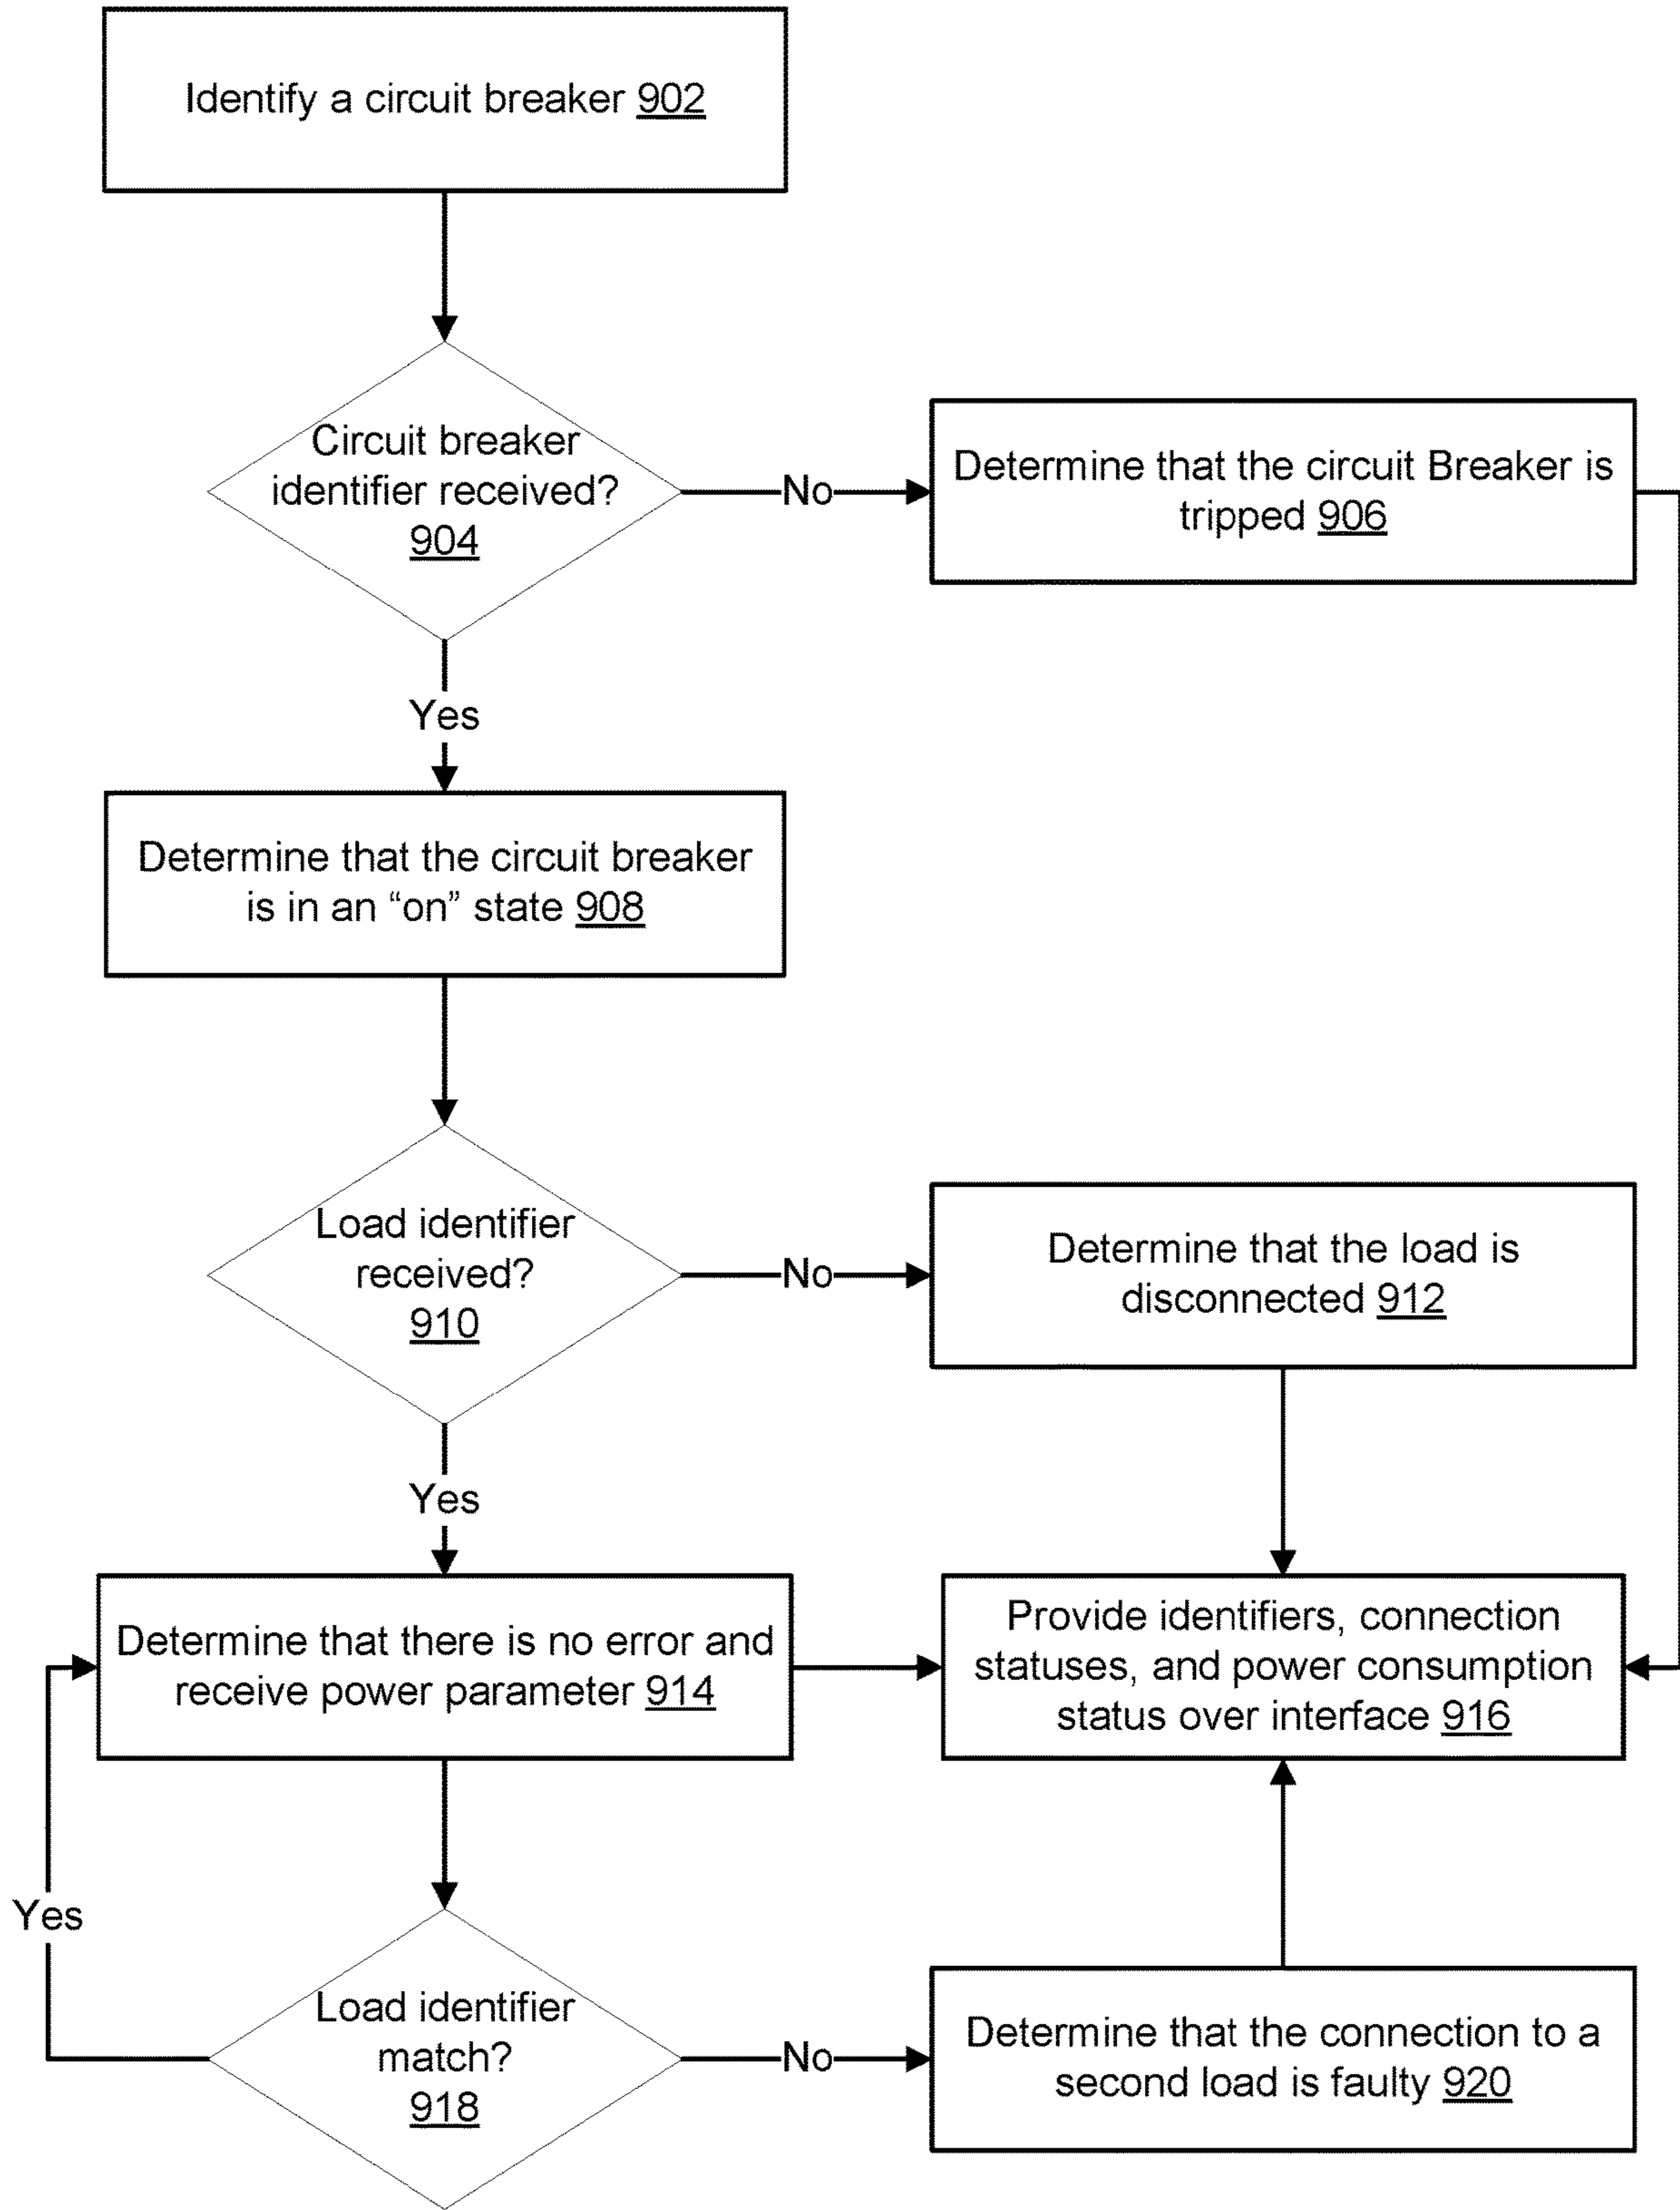 Identify a circuit breaker 902
Circuit breaker
identifier received?
904
No
Determine that the circuit Breaker is
tripped 906
Yes
Determine that the circuit breaker
is in an “on” state 908
Load identifier
received?
910
No
Determine that the load is
disconnected 912
Yes
Determine that there is no error and
receive power parameter 914
Provide identifiers, connection
statuses, and power consumption
status over interface 916
Yes
Load identifier
match?
918
No
Determine that the connection to a
second load is faulty 920